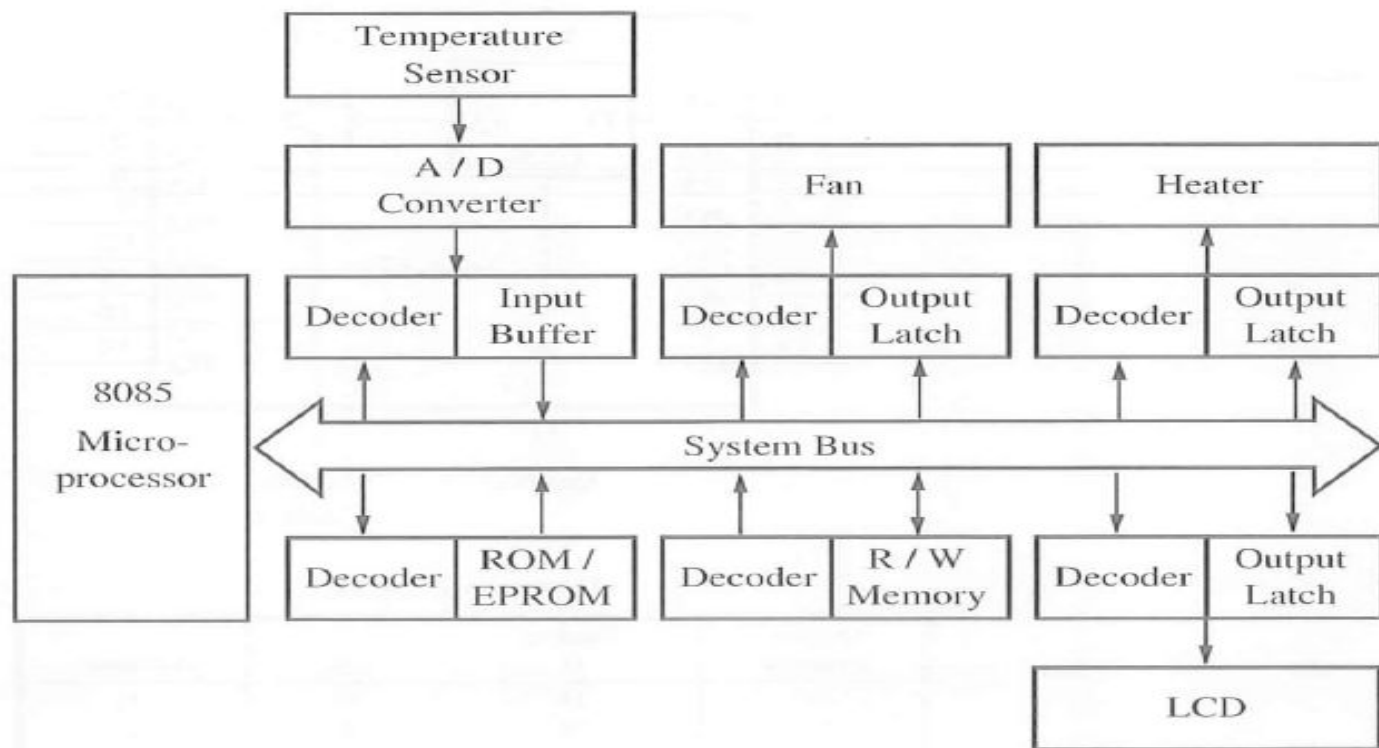 Temperature
Sensor
A / D
Converter
Fan
Heater
Decoder
Input
Buffer
Decoder
Output
Latch
Decoder
Output
Latch
8085
Micro-
processor
System Bus
Decoder
ROM /
EPROM
Decoder
R / W
Memory
Decoder
Output
Latch
LCD